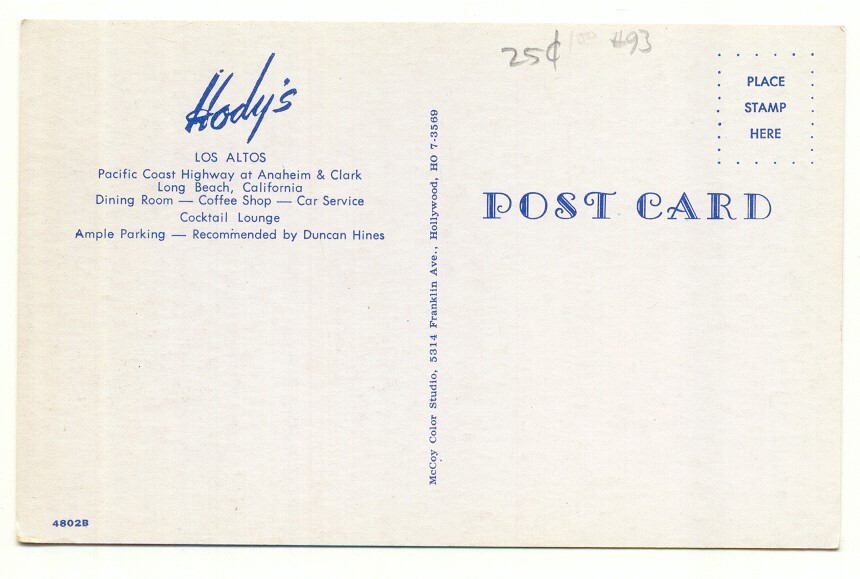 25¢ 100 #93
Hody's
LOS ALTOS
Pacific Coast Highway at Anaheim & Clark
Long Beach, California
Dining Room — Coffee Shop — Car Service
Cocktail Lounge
Ample Parking — Recommended by Duncan Hines
4802B
McCoy Color Studio, 5314 Franklin Ave., Hollywood, HO 7-3569
PLACE
STAMP
HERE
POST CARD